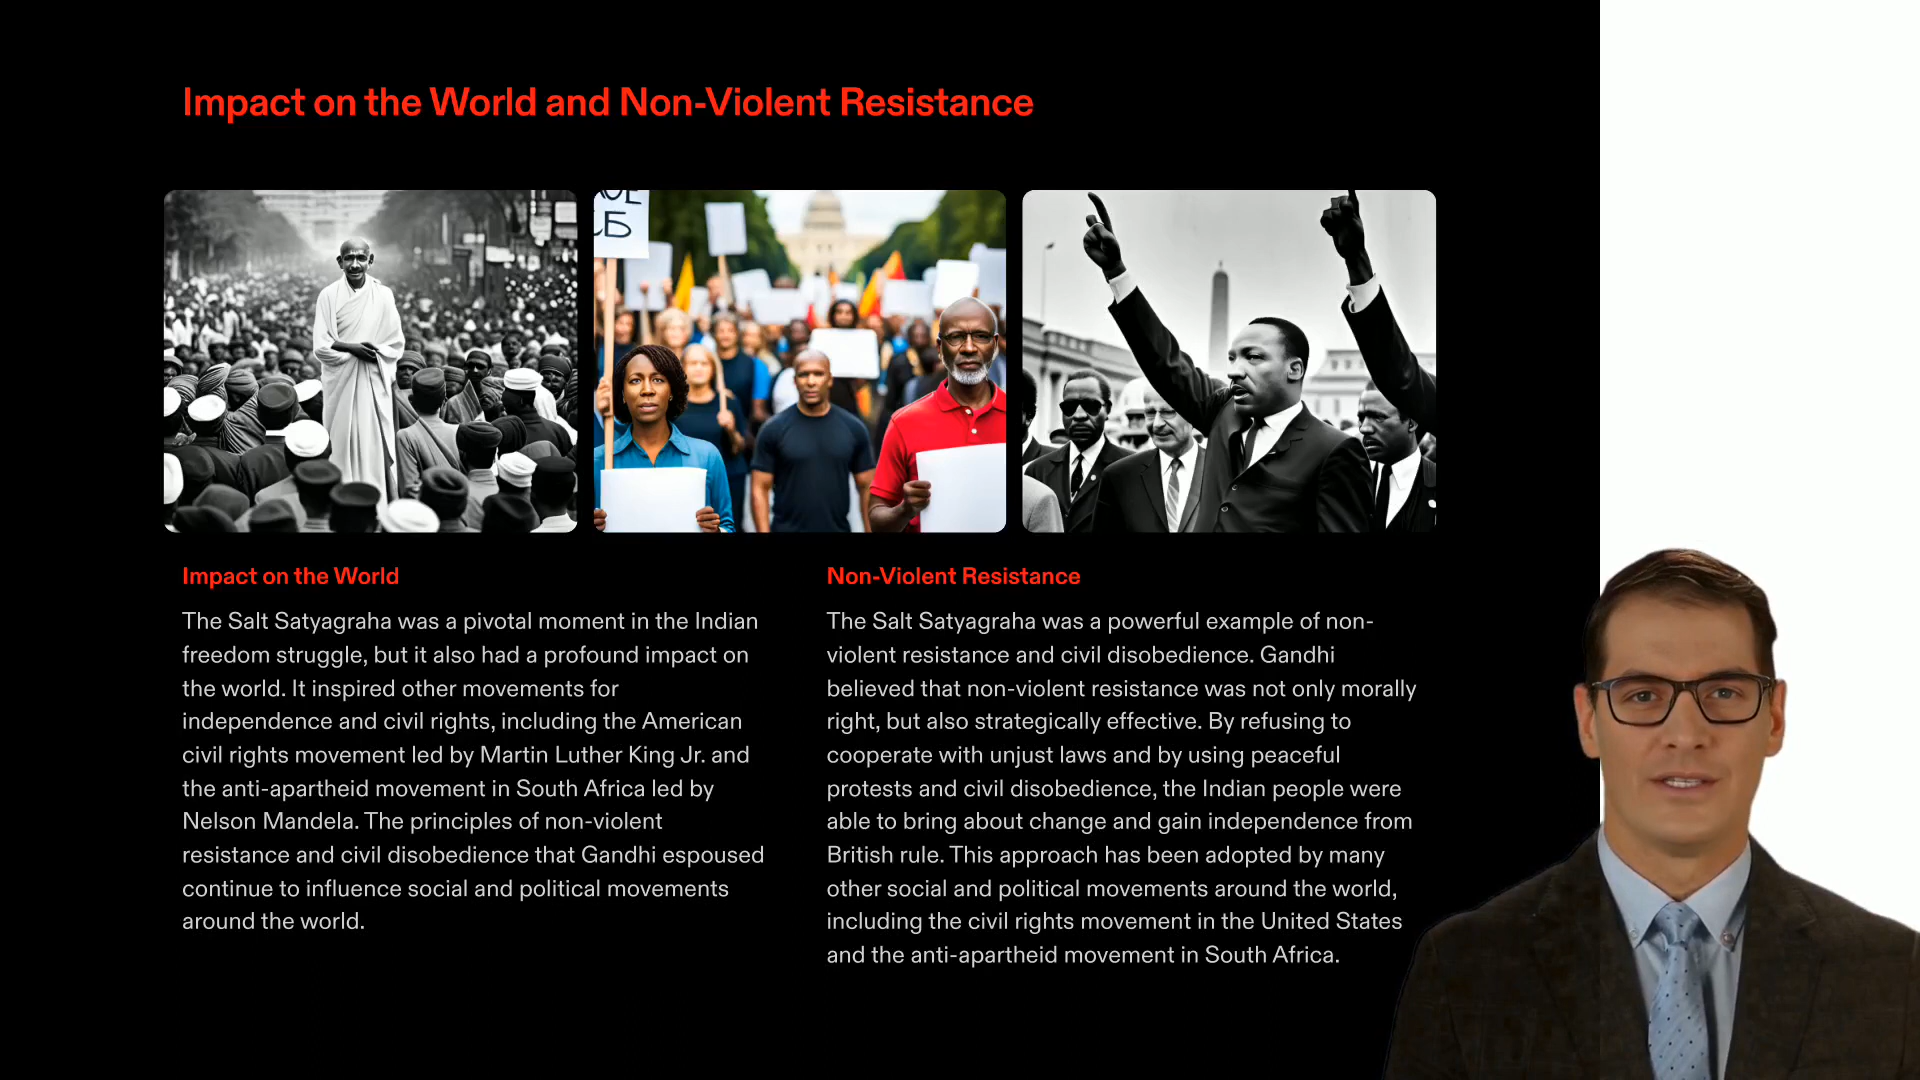 Impact on the World and Non-Violent Resistance
Impact on the World
The Salt Satyagraha was a pivotal moment in the Indian
freedom struggle, but it also had a profound impact on
the world. It inspired other movements for
independence and civil rights, including the American
civil rights movement led by Martin Luther King Jr. and
the anti-apartheid movement in South Africa led by
Nelson Mandela. The principles of non-violent
resistance and civil disobedience that Gandhi espoused
continue to influence social and political movements
around the world.
Non-Violent Resistance
The Salt Satyagraha was a powerful example of non-
violent resistance and civil disobedience. Gandhi
believed that non-violent resistance was not only morally
right, but also strategically effective. By refusing to
cooperate with unjust laws and by using peaceful
protests and civil disobedience, the Indian people were
able to bring about change and gain independence from
British rule. This approach has been adopted by many
other social and political movements around the world,
including the civil rights movement in the United States
and the anti-apartheid movement in South Africa.